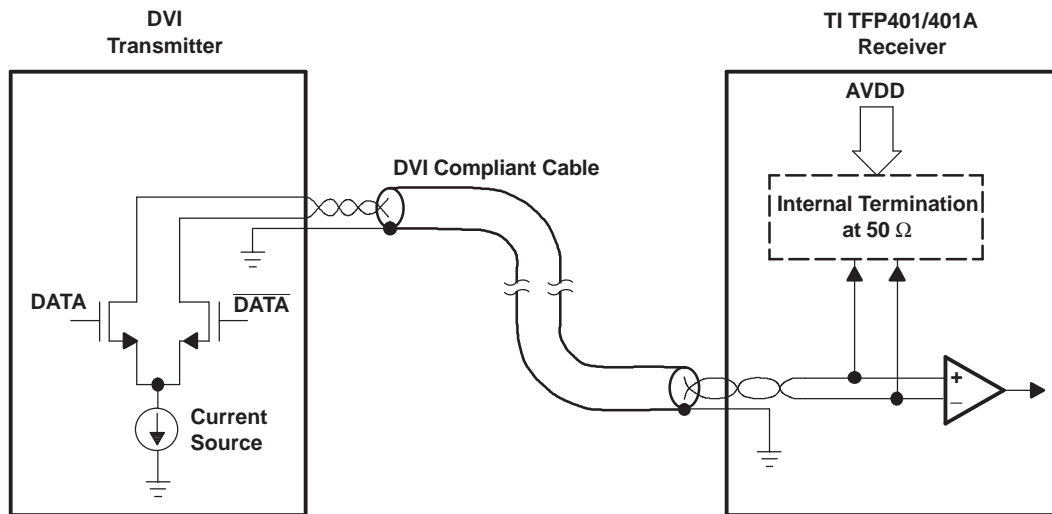 DVI
Transmitter
TI TFP401/401A
Receiver
AVDD
DVI Compliant Cable
Internal Termination
at 50 Ω
DATA
DATA
+
−
Current
Source